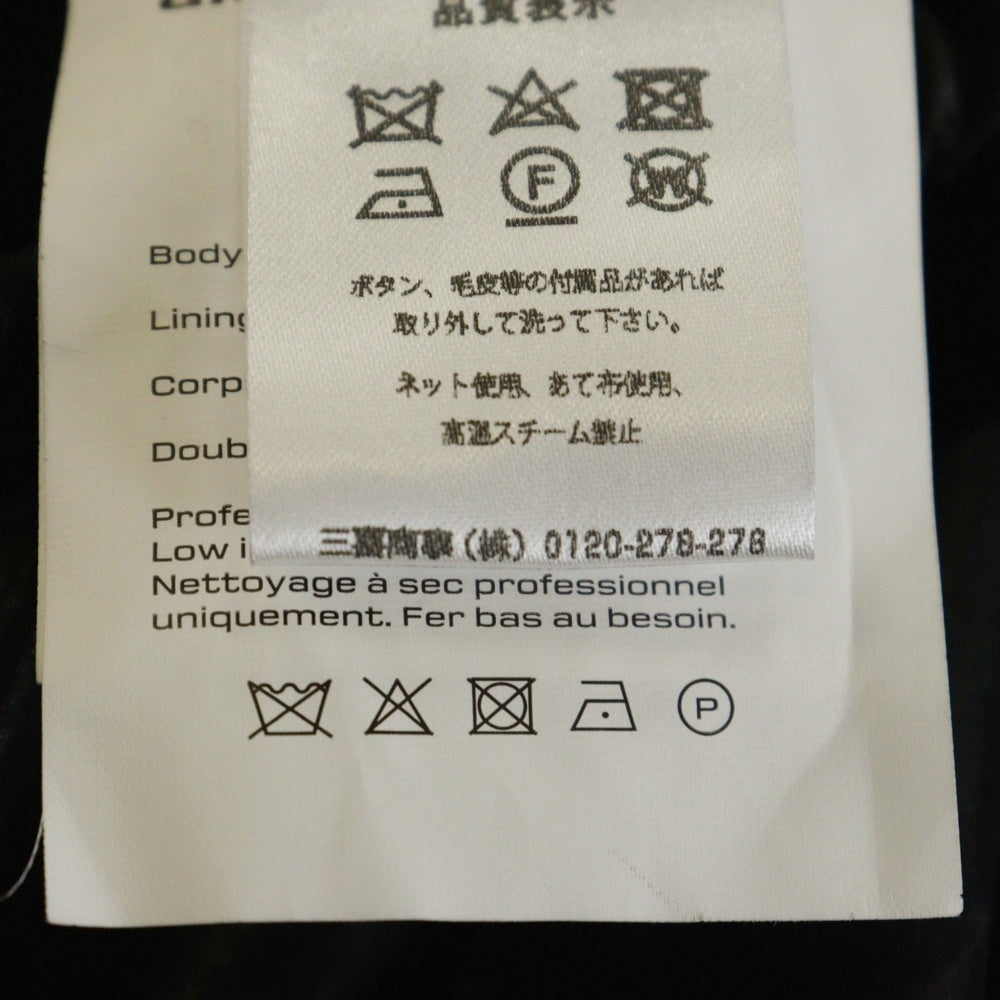 品質表示
F
W
ボタン、毛皮等の付属品があれば
取り外して洗って下さい。
ネット使用、あて布使用、
高温スチーム禁止
三喜商事（株）0120-278-278
Body
Lining
Corp
Doub
Profe
Low i
Nettoyage à sec professionnel
uniquement. Fer bas au besoin.
P